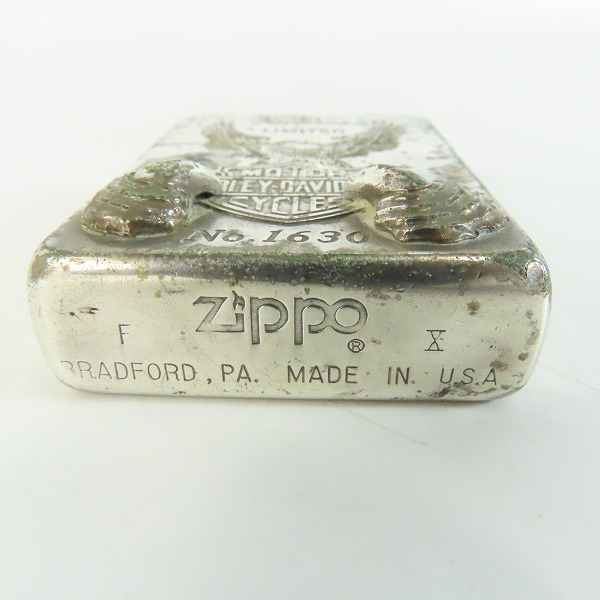 LIMITED
MOTOR
HARLEY-DAVIDSON
CYCLES
No.1630
Zippo ®
F X
BRADFORD, PA. MADE IN U.S.A